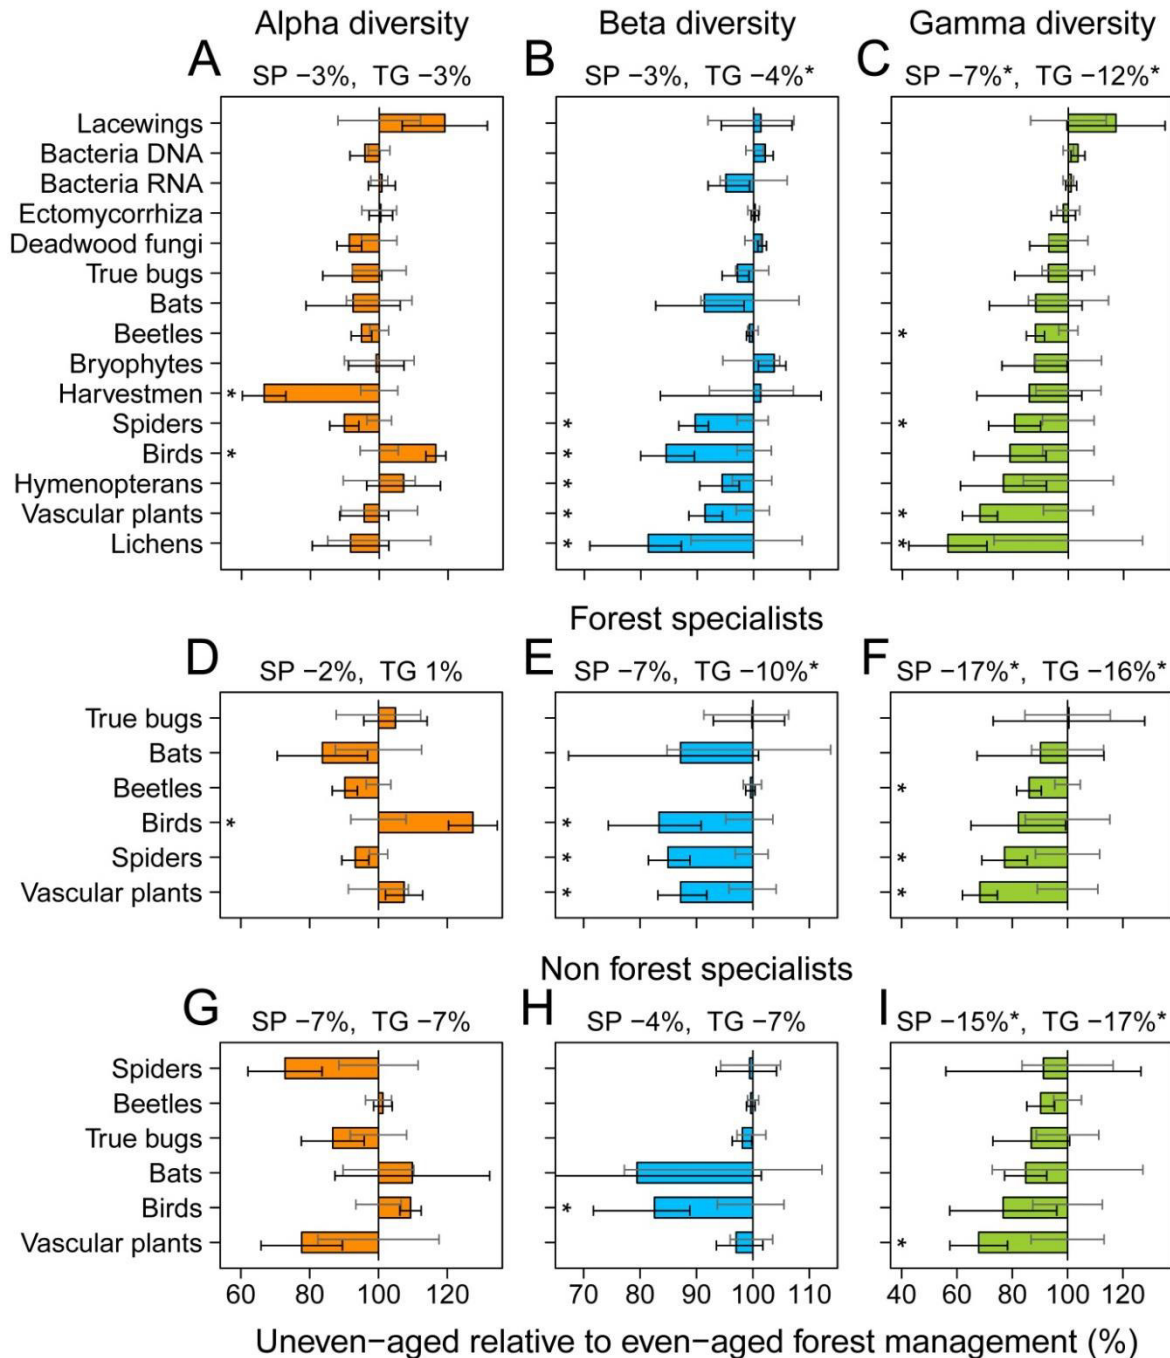 Alpha diversity Beta diversity Gamma diversity
A B C
SP −3%, TG −3% SP −3%, TG −4%* SP −7%*, TG −12%*
Lacewings
Bacteria DNA
Bacteria RNA
Ectomycorrhiza
Deadwood fungi
True bugs
Bats
Beetles *
Bryophytes
Harvestmen *
Spiders * *
Birds * *
Hymenopterans *
Vascular plants * *
Lichens * *
Forest specialists
D E F
SP −2%, TG 1% SP −7%, TG −10%* SP −17%*, TG −16%*
True bugs
Bats
Beetles *
Birds * *
Spiders * *
Vascular plants * *
Non forest specialists
G H I
SP −7%, TG −7% SP −4%, TG −7% SP −15%*, TG −17%*
Spiders
Beetles
True bugs
Bats
Birds *
Vascular plants *
60 80 100 120 70 80 90 100 110 40 60 80 100 120
Uneven−aged relative to even−aged forest management (%)